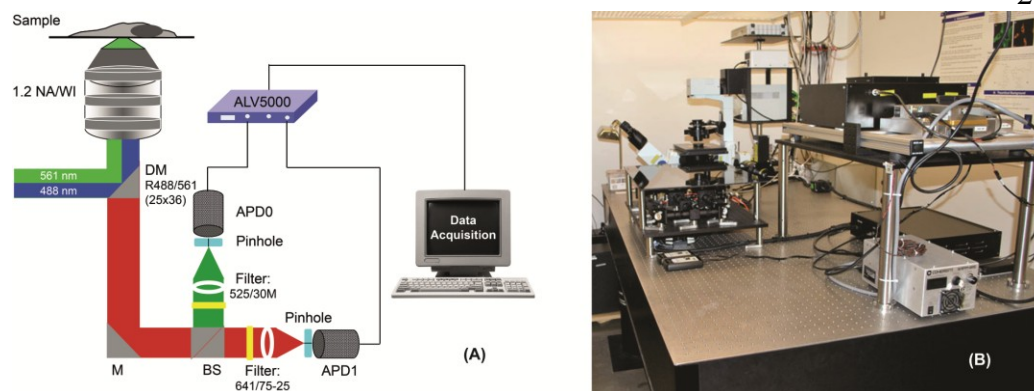 2
Sample
1.2 NA/WI
561 nm
488 nm
DM
R488/561
(25x36)
ALV5000
APD0
Pinhole
Filter:
525/30M
Data
Acquisition
Pinhole
M
BS
Filter:
641/75-25
APD1
(A)
(B)